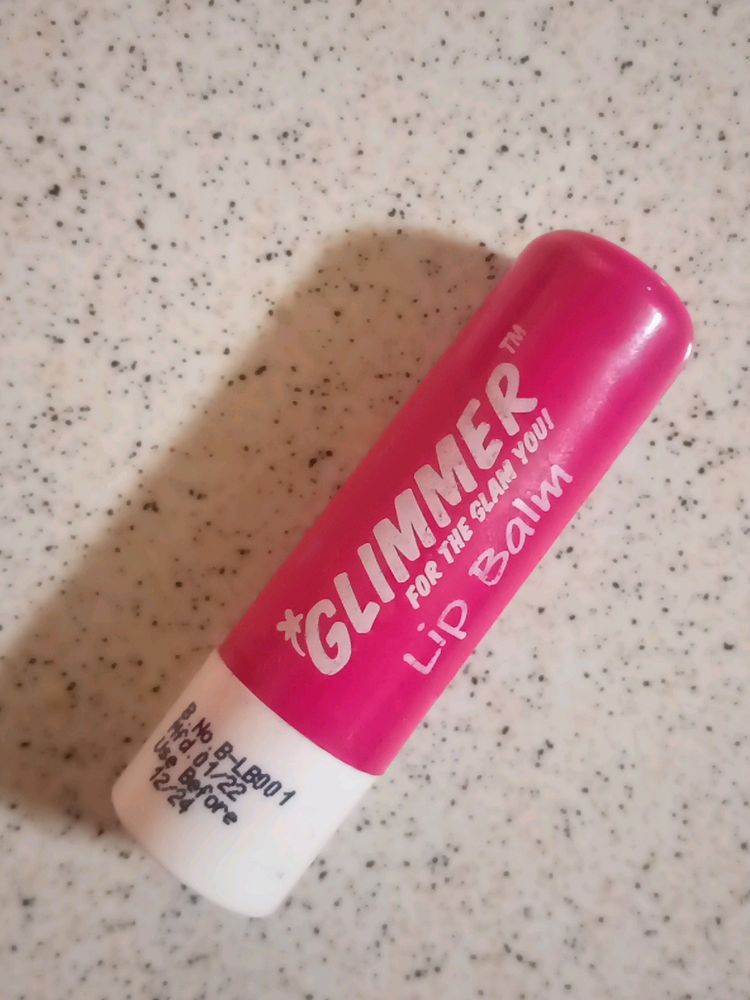 GLIMMER™
FOR THE GLAM YOU!
Lip Balm
B No B-LB001
Mfd.01/22
Use Before
12/24